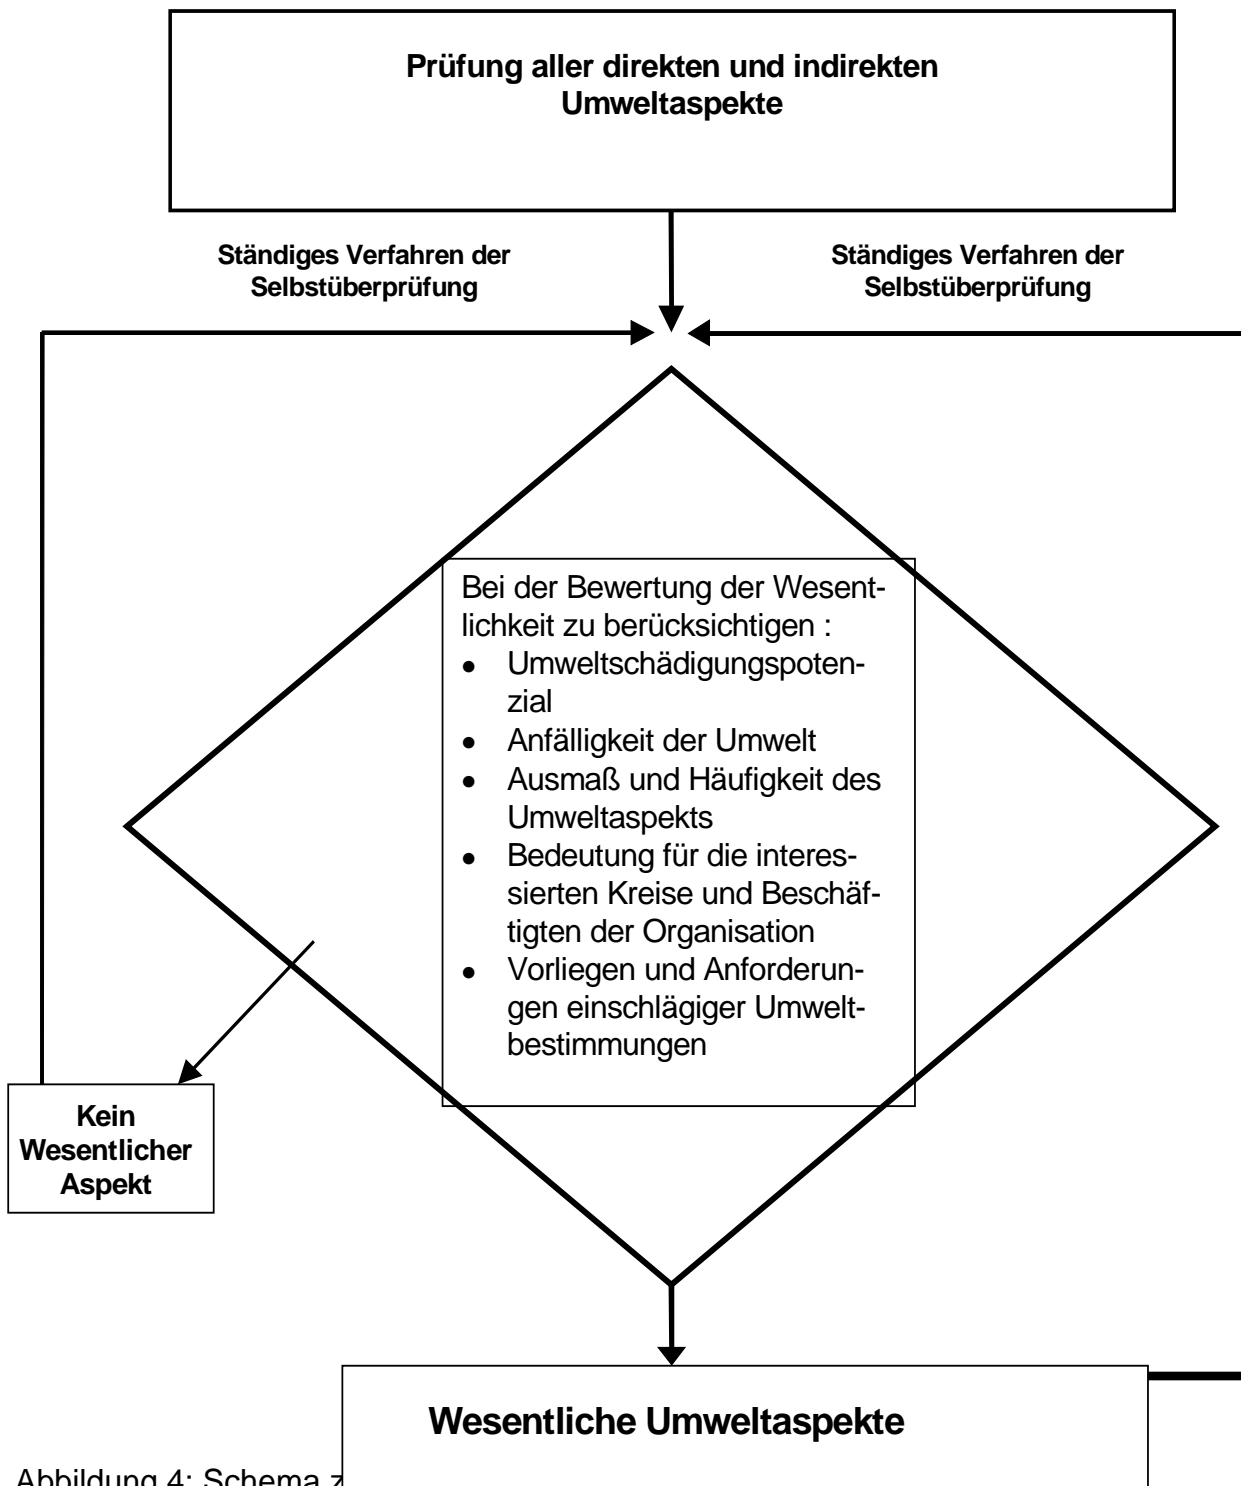 Prüfung aller direkten und indirekten
Umweltaspekte
Ständiges Verfahren der
Selbstüberprüfung
Ständiges Verfahren der
Selbstüberprüfung
Bei der Bewertung der Wesent-
lichkeit zu berücksichtigen :
• Umweltschädigungspoten-
zial
• Anfälligkeit der Umwelt
• Ausmaß und Häufigkeit des
Umweltaspekts
• Bedeutung für die interes-
sierten Kreise und Beschäf-
tigten der Organisation
• Vorliegen und Anforderun-
gen einschlägiger Umwelt-
bestimmungen
Kein
Wesentlicher
Aspekt
Wesentliche Umweltaspekte
Abbildung 4: Schema z